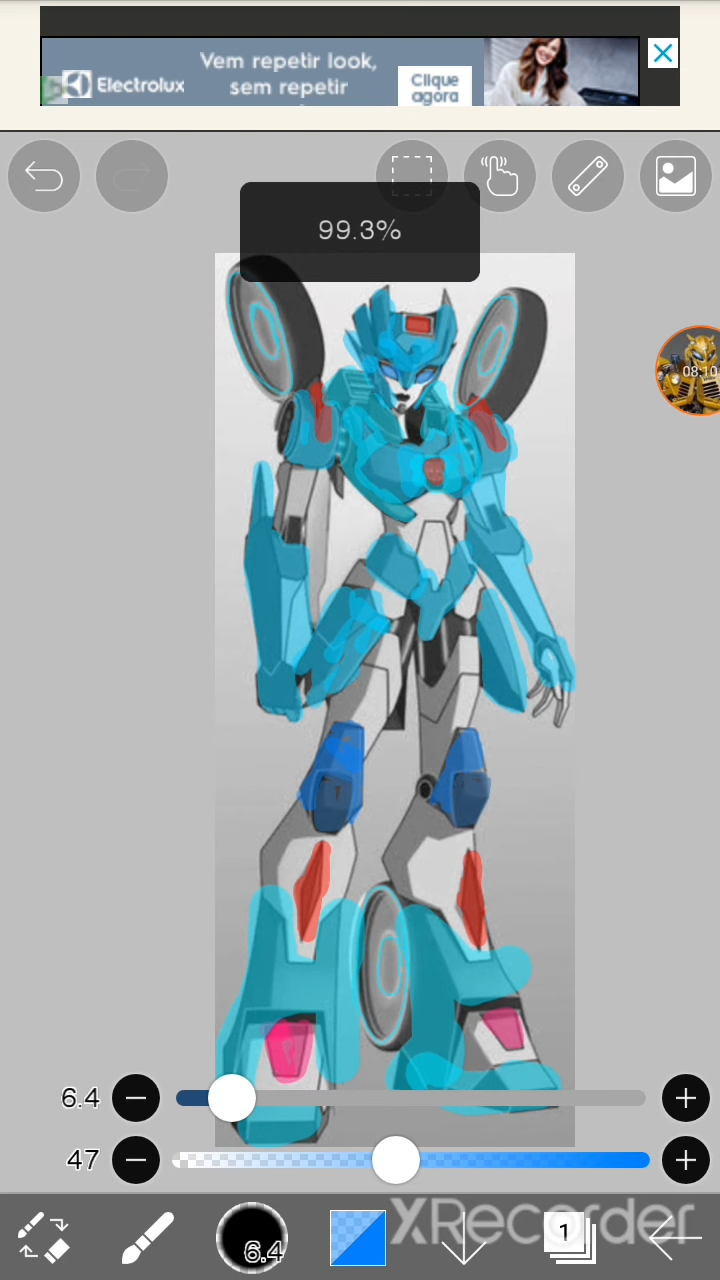 Electrolux
Vem repetir look,
sem repetir
Clique
agora
99.3%
08:10
6.4
47
6.4
1
XRecorder